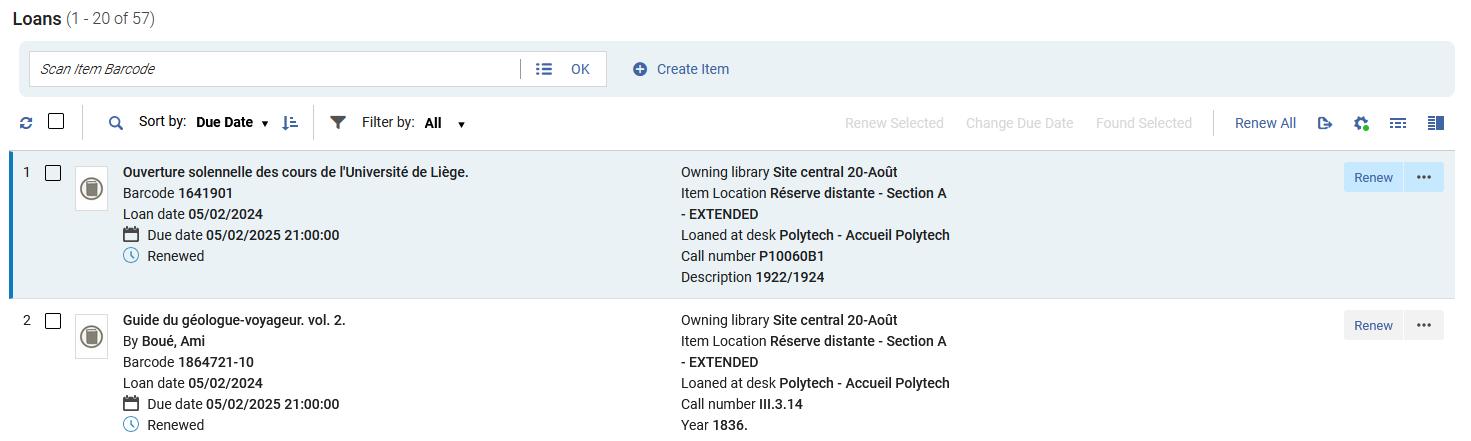 Loans (1 - 20 of 57)
Scan Item Barcode OK Create Item
Sort by: Due Date Filter by: All Renew Selected Change Due Date Found Selected Renew All
1
Ouverture solennelle des cours de l'Université de Liège.
Barcode 1641901
Loan date 05/02/2024
Due date 05/02/2025 21:00:00
Renewed
Owning library Site central 20-Août
Item Location Réserve distante - Section A
- EXTENDED
Loaned at desk Polytech - Accueil Polytech
Call number P10060B1
Description 1922/1924
Renew
2
Guide du géologue-voyageur. vol. 2.
By Boué, Ami
Barcode 1864721-10
Loan date 05/02/2024
Due date 05/02/2025 21:00:00
Renewed
Owning library Site central 20-Août
Item Location Réserve distante - Section A
- EXTENDED
Loaned at desk Polytech - Accueil Polytech
Call number III.3.14
Year 1836.
Renew